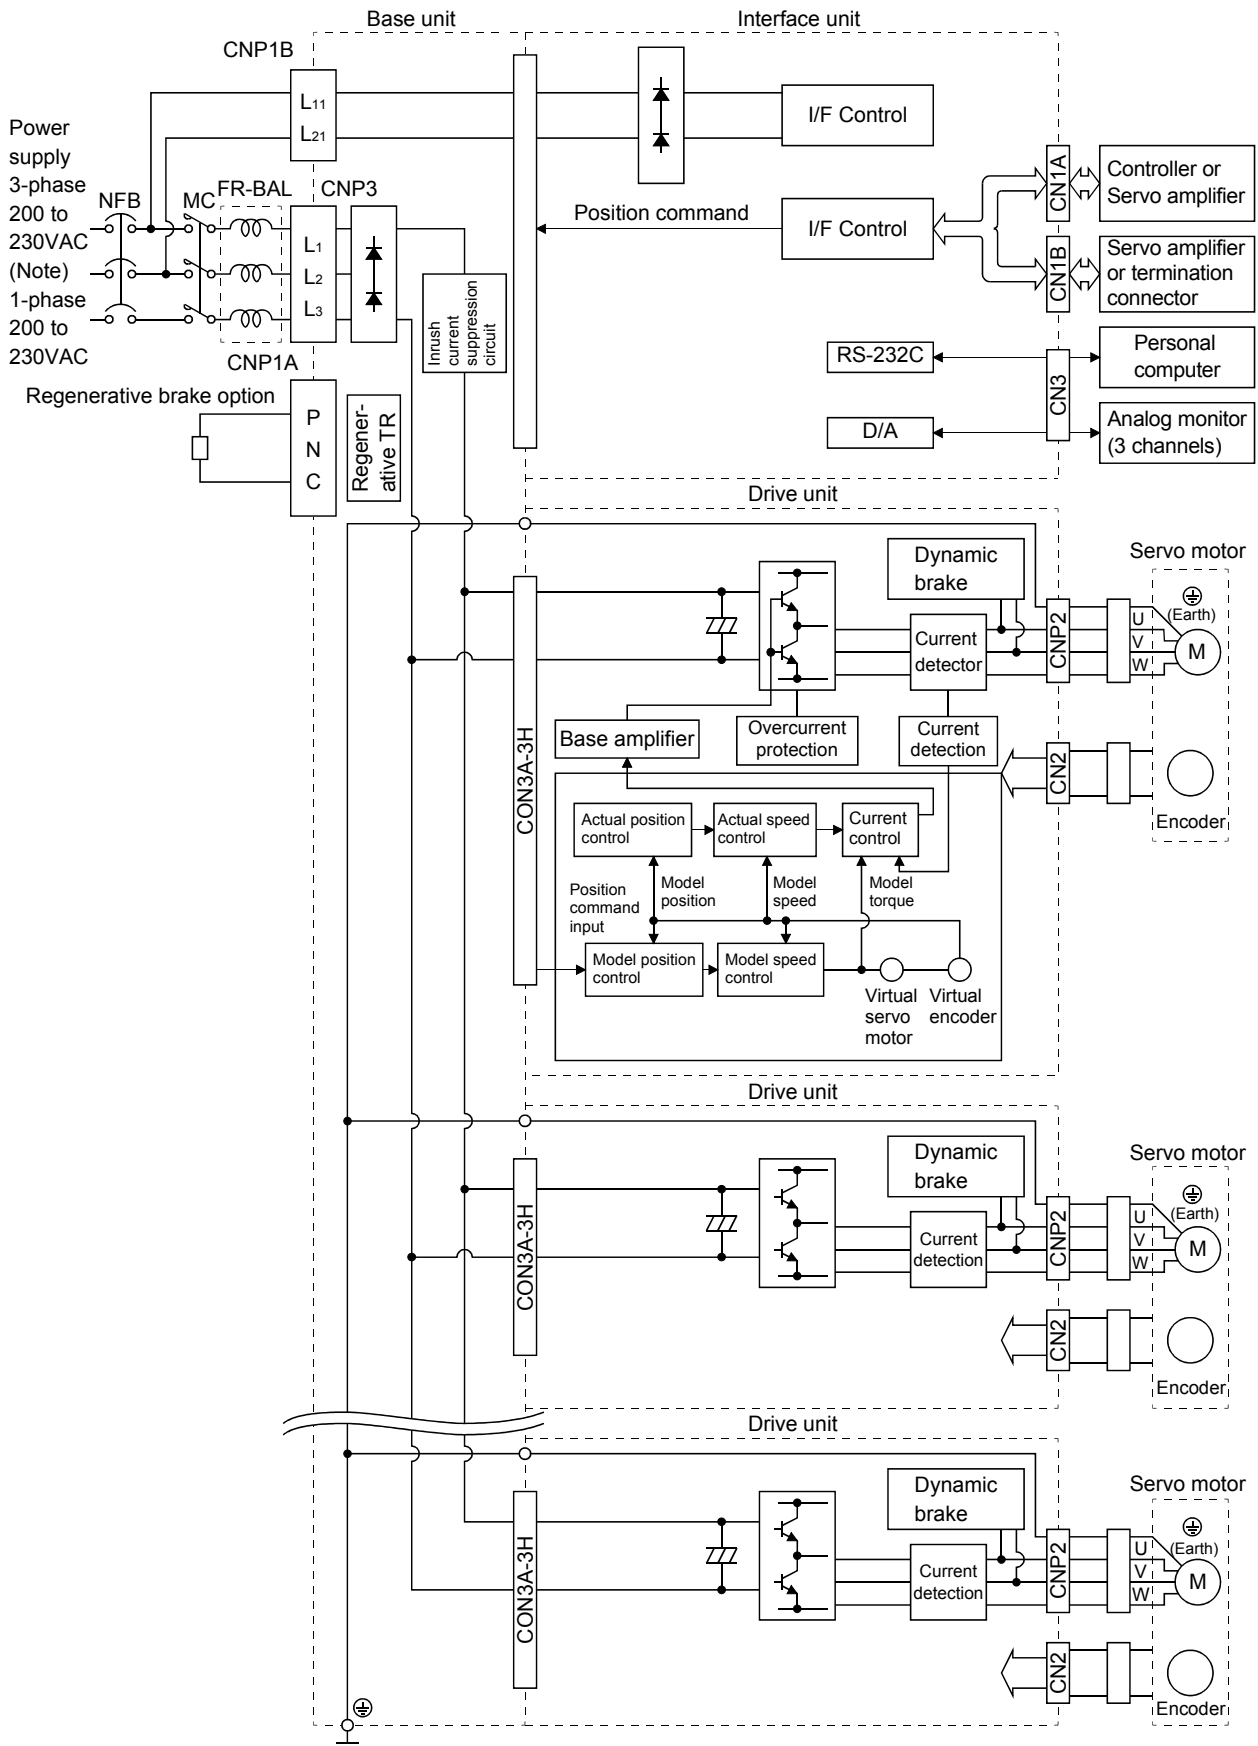 Base unit
Interface unit
CNP1B
L11
L21
I/F Control
Power
supply
3-phase
200 to
230VAC
(Note)
1-phase
200 to
230VAC
NFB
MC
FR-BAL
CNP3
L1
L2
L3
CNP1A
Inrush
current
suppression
circuit
Position command
I/F Control
CN1A
Controller or
Servo amplifier
CN1B
Servo amplifier
or termination
connector
RS-232C
CN3
Personal
computer
D/A
Analog monitor
(3 channels)
Regenerative brake option
P
N
C
Regener-
ative TR
Drive unit
Servo motor
Dynamic
brake
(Earth)
CON3A-3H
Current
detector
CNP2
U
V
W
M
Base amplifier
Overcurrent
protection
Current
detection
CN2
Encoder
Actual position
control
Actual speed
control
Current
control
Position
command
input
Model
position
Model
speed
Model
torque
Model position
control
Model speed
control
Virtual
servo
motor
Virtual
encoder
Drive unit
Servo motor
Dynamic
brake
(Earth)
CON3A-3H
Current
detection
CNP2
U
V
W
M
CN2
Encoder
Drive unit
Servo motor
Dynamic
brake
(Earth)
CON3A-3H
Current
detection
CNP2
U
V
W
M
CN2
Encoder